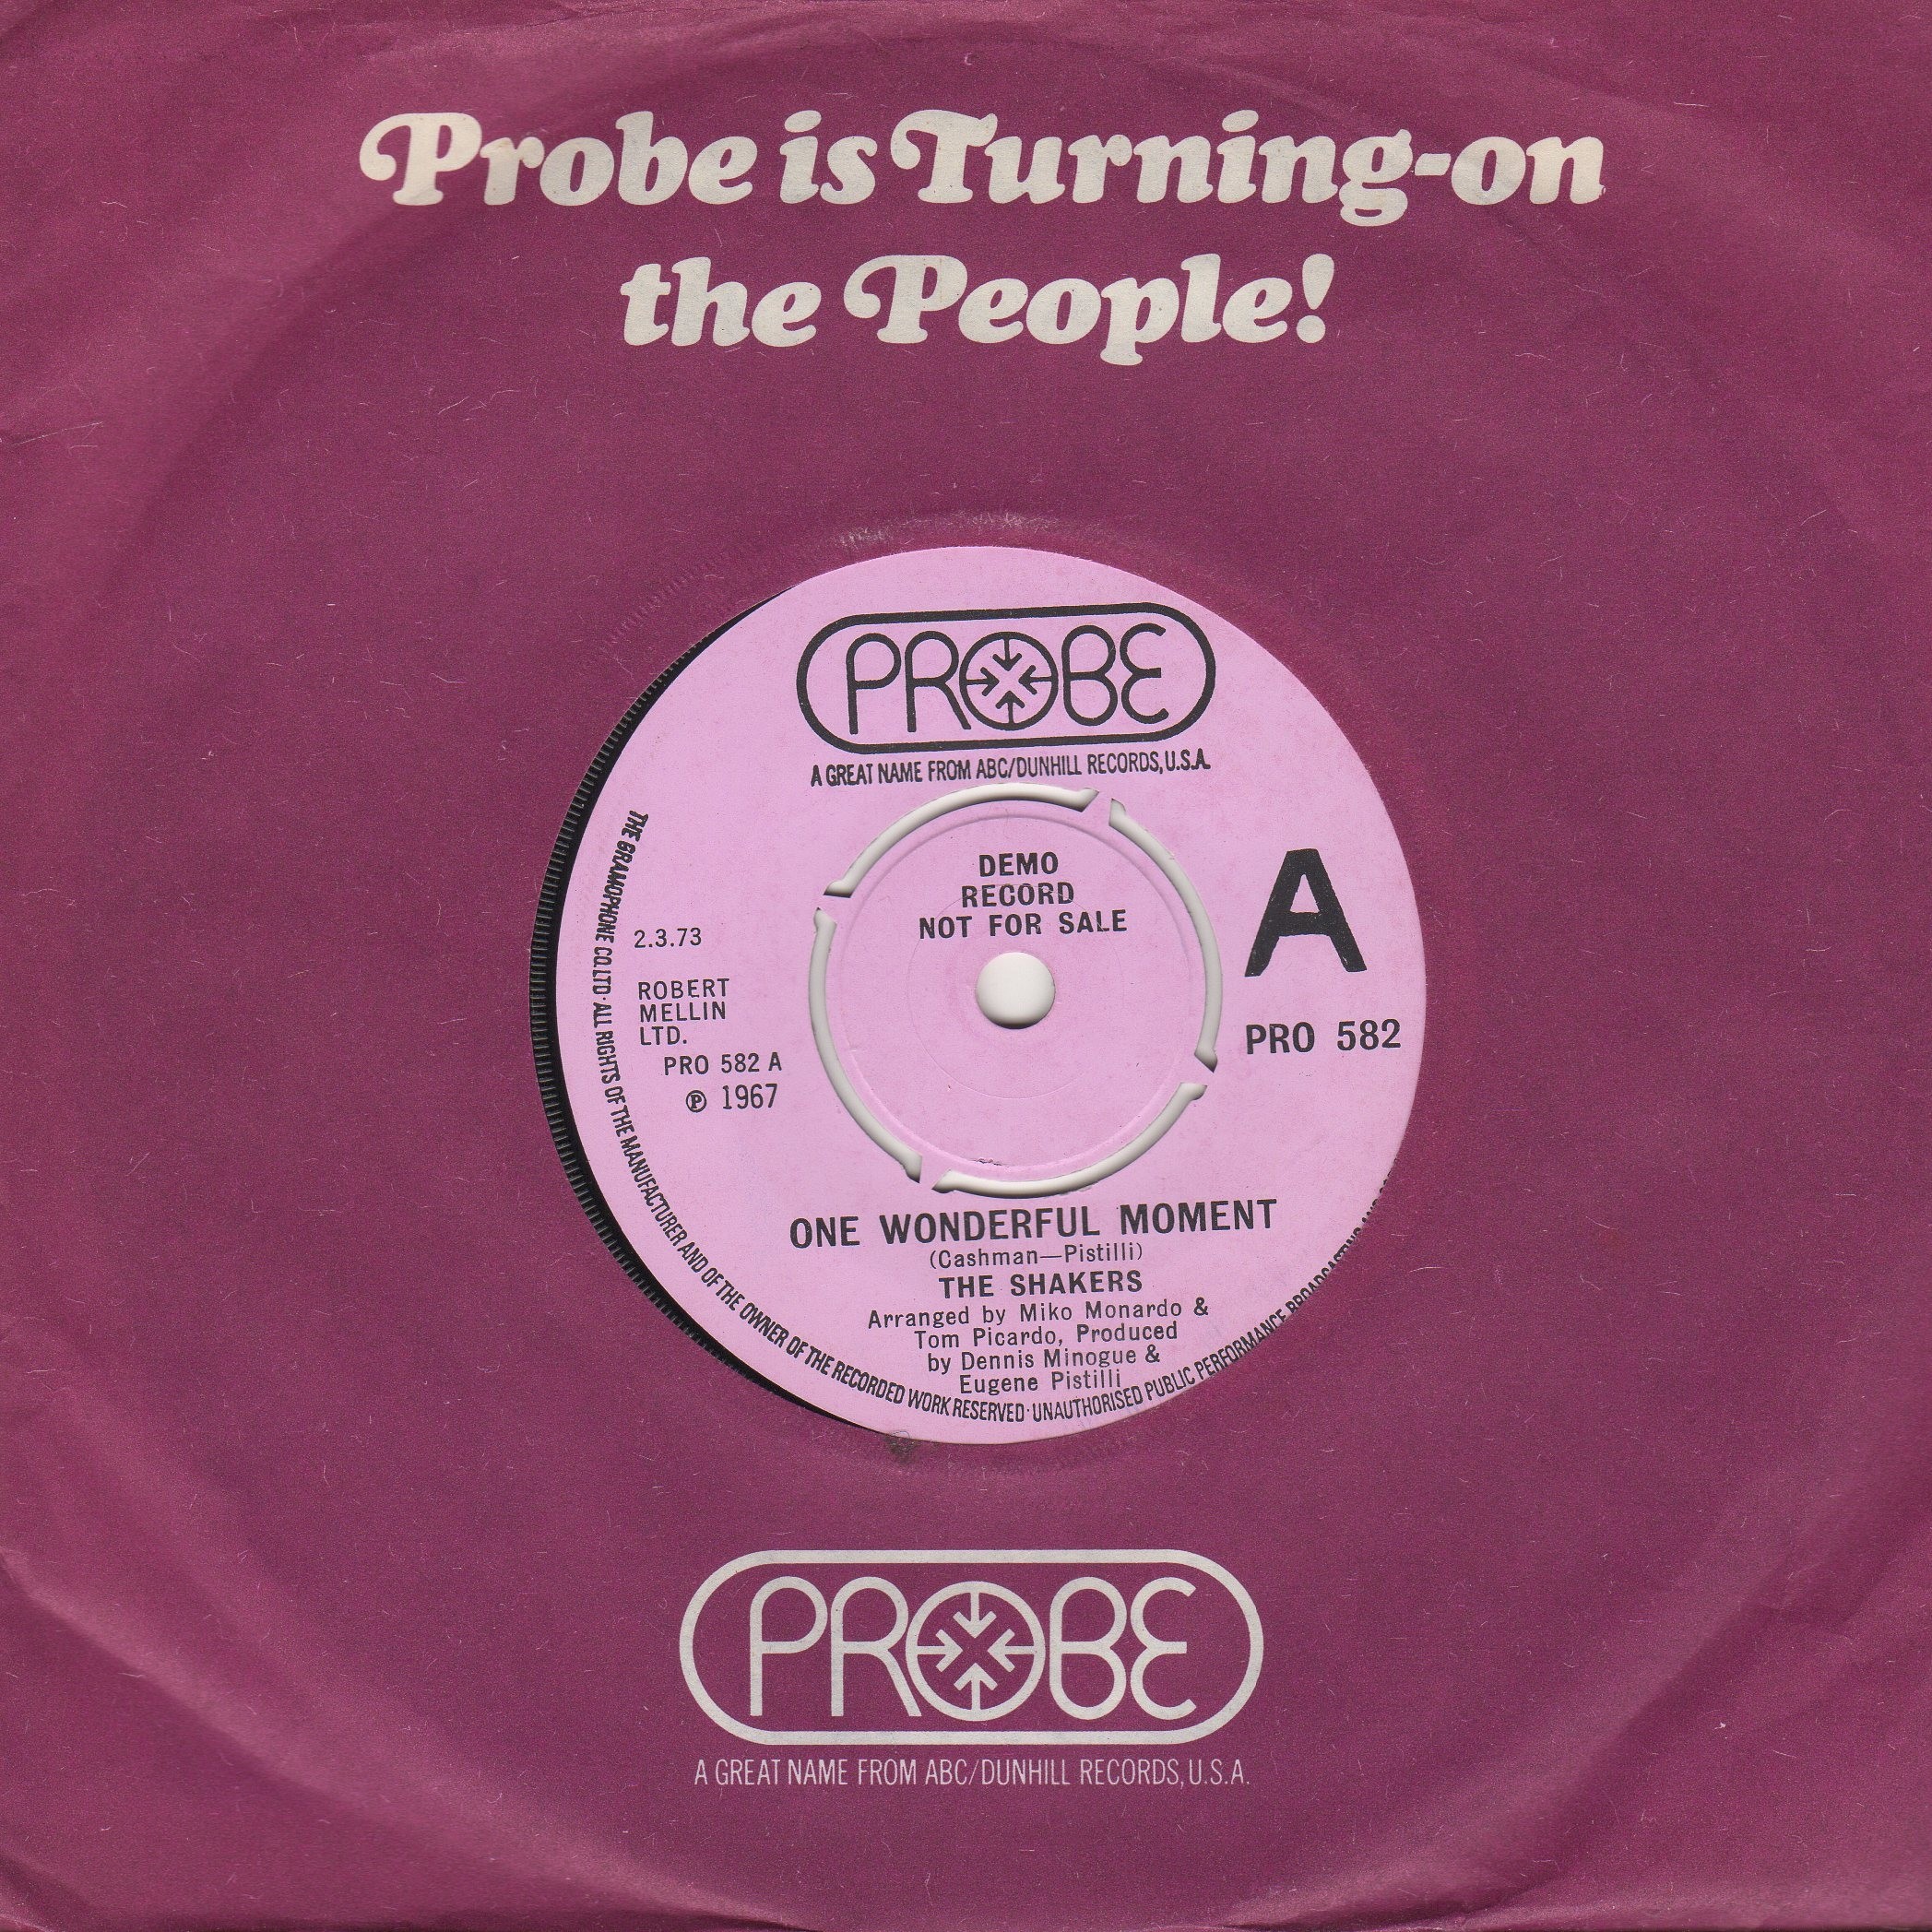 Probe is Turning-on
the People!
PROBE
A GREAT NAME FROM ABC/DUNHILL RECORDS, U.S.A.
DEMO
RECORD
NOT FOR SALE
A
2.3.73
ROBERT
MELLIN
LTD.
PRO 582 A
℗ 1967
PRO 582
ONE WONDERFUL MOMENT
(Cashman—Pistilli)
THE SHAKERS
Arranged by Miko Monardo &
Tom Picardo, Produced
by Dennis Minogue &
Eugene Pistilli
THE GRAMOPHONE CO. LTD · ALL RIGHTS OF THE MANUFACTURER AND OF THE OWNER OF THE RECORDED WORK RESERVED · UNAUTHORISED PUBLIC PERFORMANCE BROADCASTING
PROBE
A GREAT NAME FROM ABC/DUNHILL RECORDS, U.S.A.